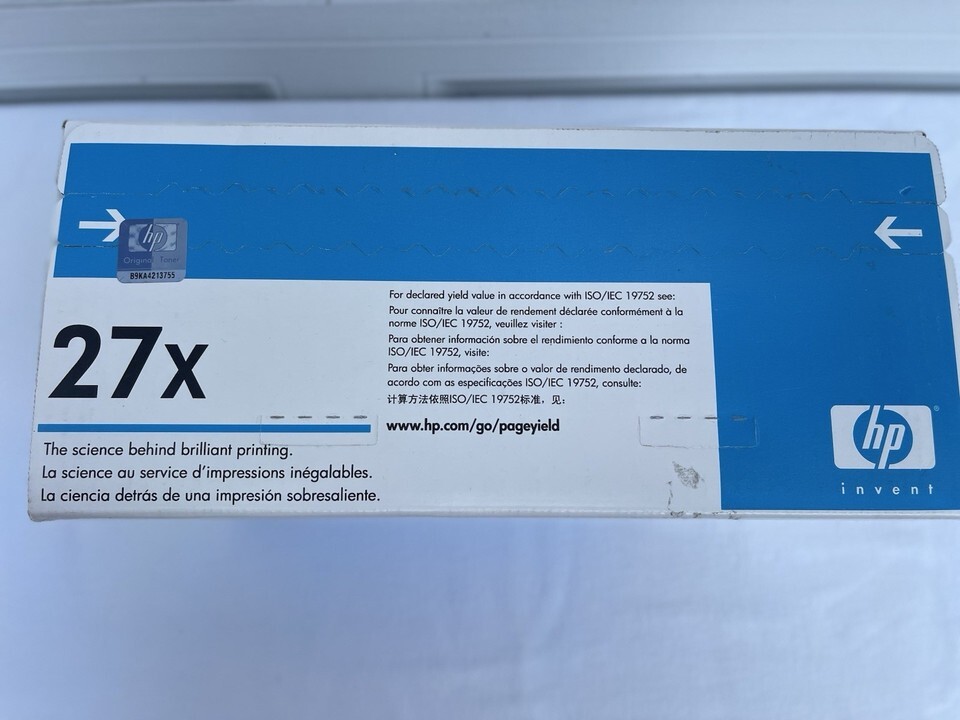 hp
Original Toner
B9KA4213755
27x
For declared yield value in accordance with ISO/IEC 19752 see:
Pour connaître la valeur de rendement déclarée conformément à la
norme ISO/IEC 19752, veuillez visiter :
Para obtener información sobre el rendimiento conforme a la norma
ISO/IEC 19752, visite:
Para obter informações sobre o valor de rendimento declarado, de
acordo com as especificações ISO/IEC 19752, consulte:
计算方法依照ISO/IEC 19752标准，见:
www.hp.com/go/pageyield
The science behind brilliant printing.
La science au service d’impressions inégalables.
La ciencia detrás de una impresión sobresaliente.
hp®
invent